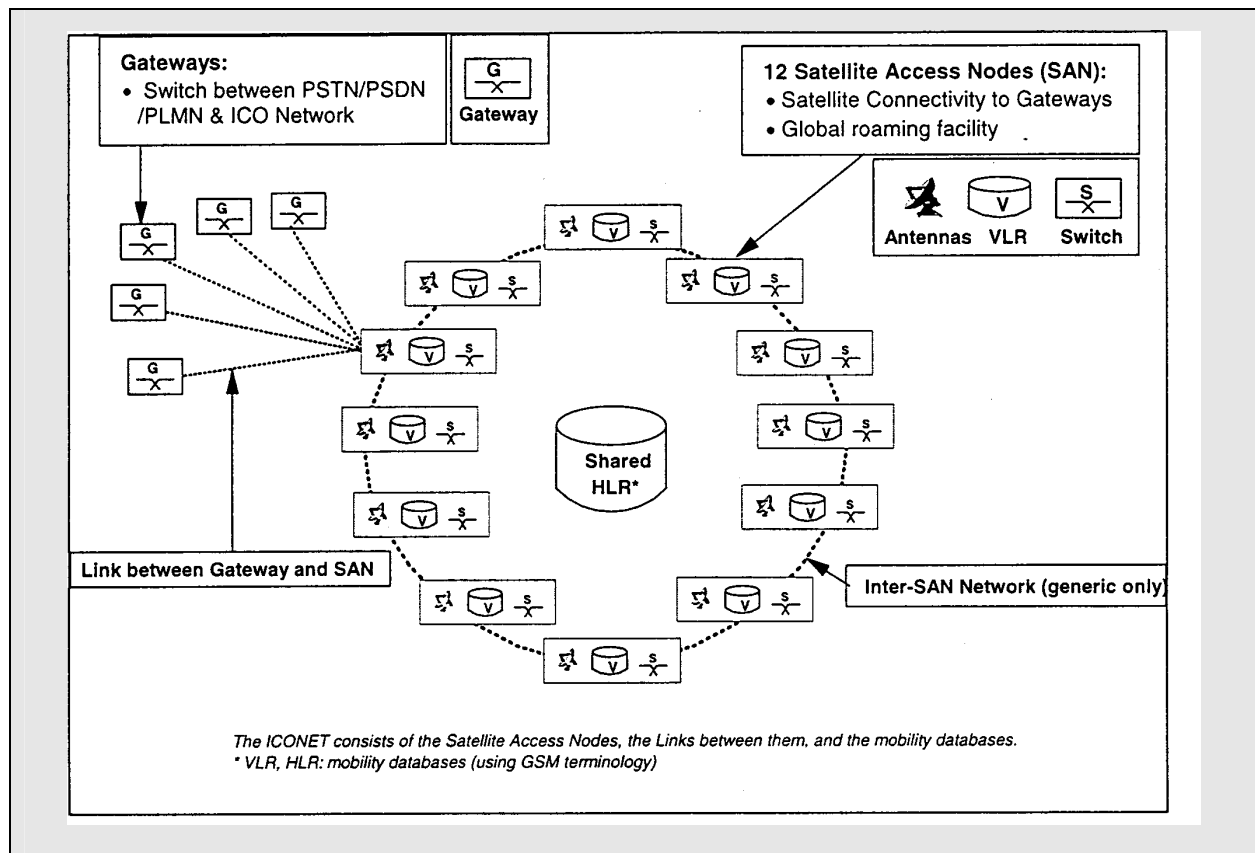 Gateways:
• Switch between PSTN/PSDN
/PLMN & ICO Network
G
X
Gateway
12 Satellite Access Nodes (SAN):
• Satellite Connectivity to Gateways
• Global roaming facility
V
S
X
Antennas VLR Switch
G
X
G
X
G
X
G
X
G
X
V S
X
V S
X
V S
X
V S
X
V S
X
V S
X
V S
X
V S
X
V S
X
V S
X
V S
X
V S
X
Shared
HLR*
Link between Gateway and SAN
Inter-SAN Network (generic only)
The ICONET consists of the Satellite Access Nodes, the Links between them, and the mobility databases.
* VLR, HLR: mobility databases (using GSM terminology)